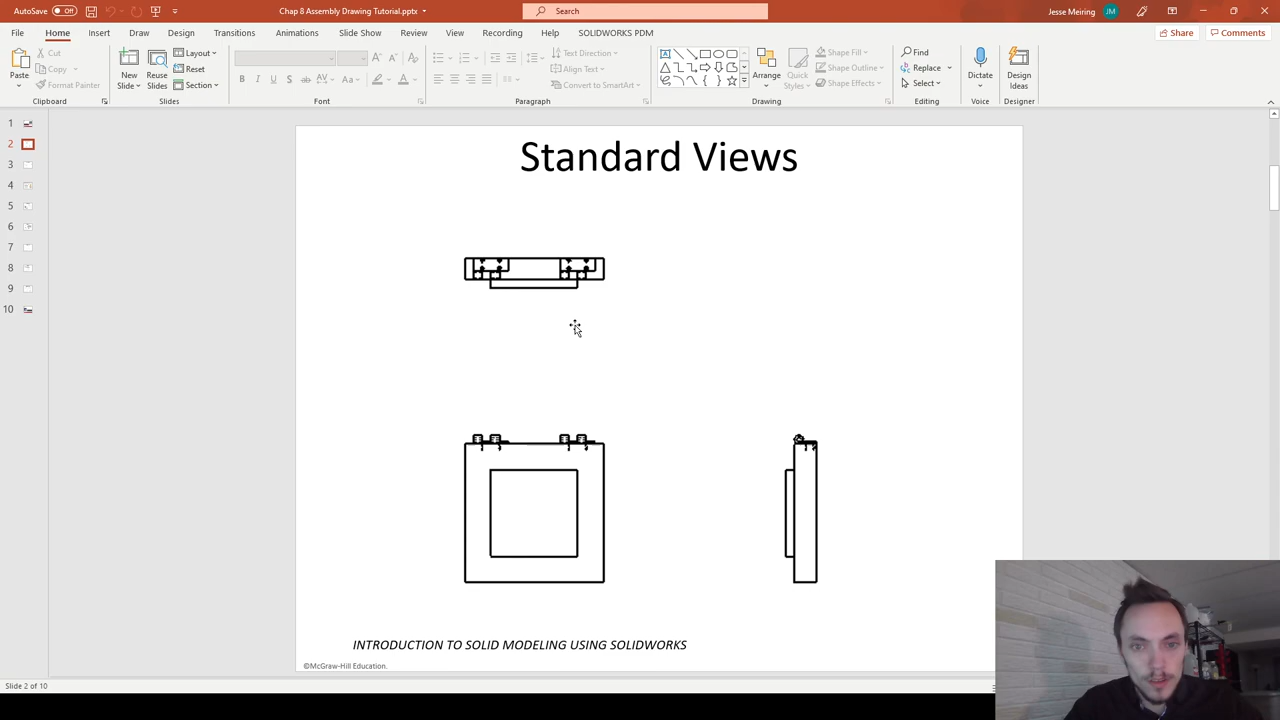 AutoSave Off
Chap 8 Assembly Drawing Tutorial.pptx
Search
Jesse Meiring JM
File Home Insert Draw Design Transitions Animations Slide Show Review View Recording Help SOLIDWORKS PDM Share Comments
Paste
Cut
Copy
Format Painter
Clipboard
New Slide
Reuse Slides
Layout
Reset
Section
Slides
B I U S ab AV Aa A
Font
Text Direction
Align Text
Convert to SmartArt
Paragraph
Arrange
Quick Styles
Shape Fill
Shape Outline
Shape Effects
Drawing
Find
Replace
Select
Editing
Dictate
Voice
Design Ideas
Designer
1
2
3
4
5
6
7
8
9
10
Standard Views
INTRODUCTION TO SOLID MODELING USING SOLIDWORKS
©McGraw-Hill Education.
Slide 2 of 10